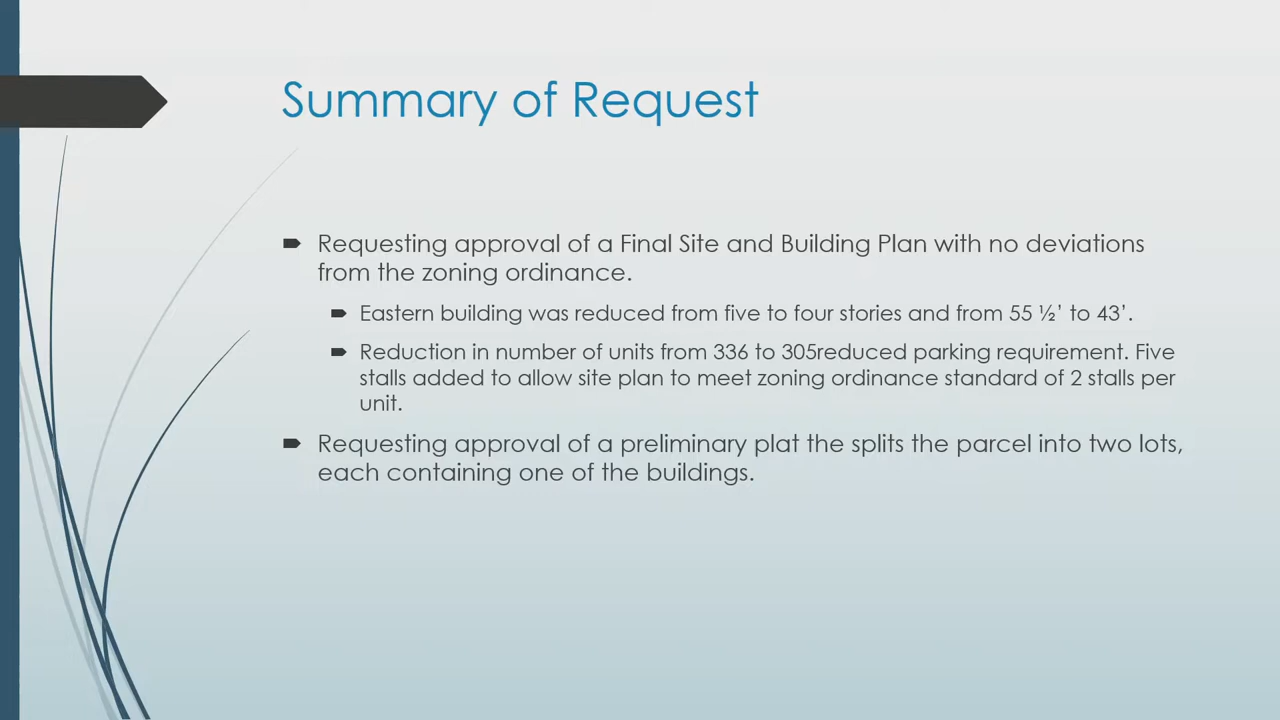 Summary of Request
Requesting approval of a Final Site and Building Plan with no deviations
from the zoning ordinance.
Eastern building was reduced from five to four stories and from 55 ½’ to 43’.
Reduction in number of units from 336 to 305reduced parking requirement. Five
stalls added to allow site plan to meet zoning ordinance standard of 2 stalls per
unit.
Requesting approval of a preliminary plat the splits the parcel into two lots,
each containing one of the buildings.